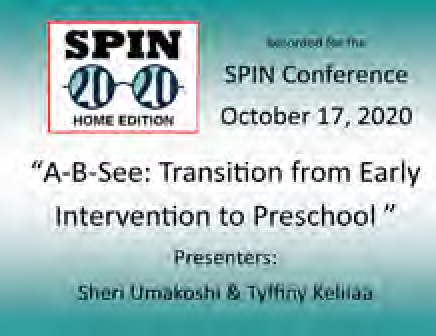 SPIN
20-20
HOME EDITION
Recorded for the
SPIN Conference
October 17, 2020
“A-B-See: Transition from Early
Intervention to Preschool ”
Presenters:
Sheri Umakoshi & Tyffiny